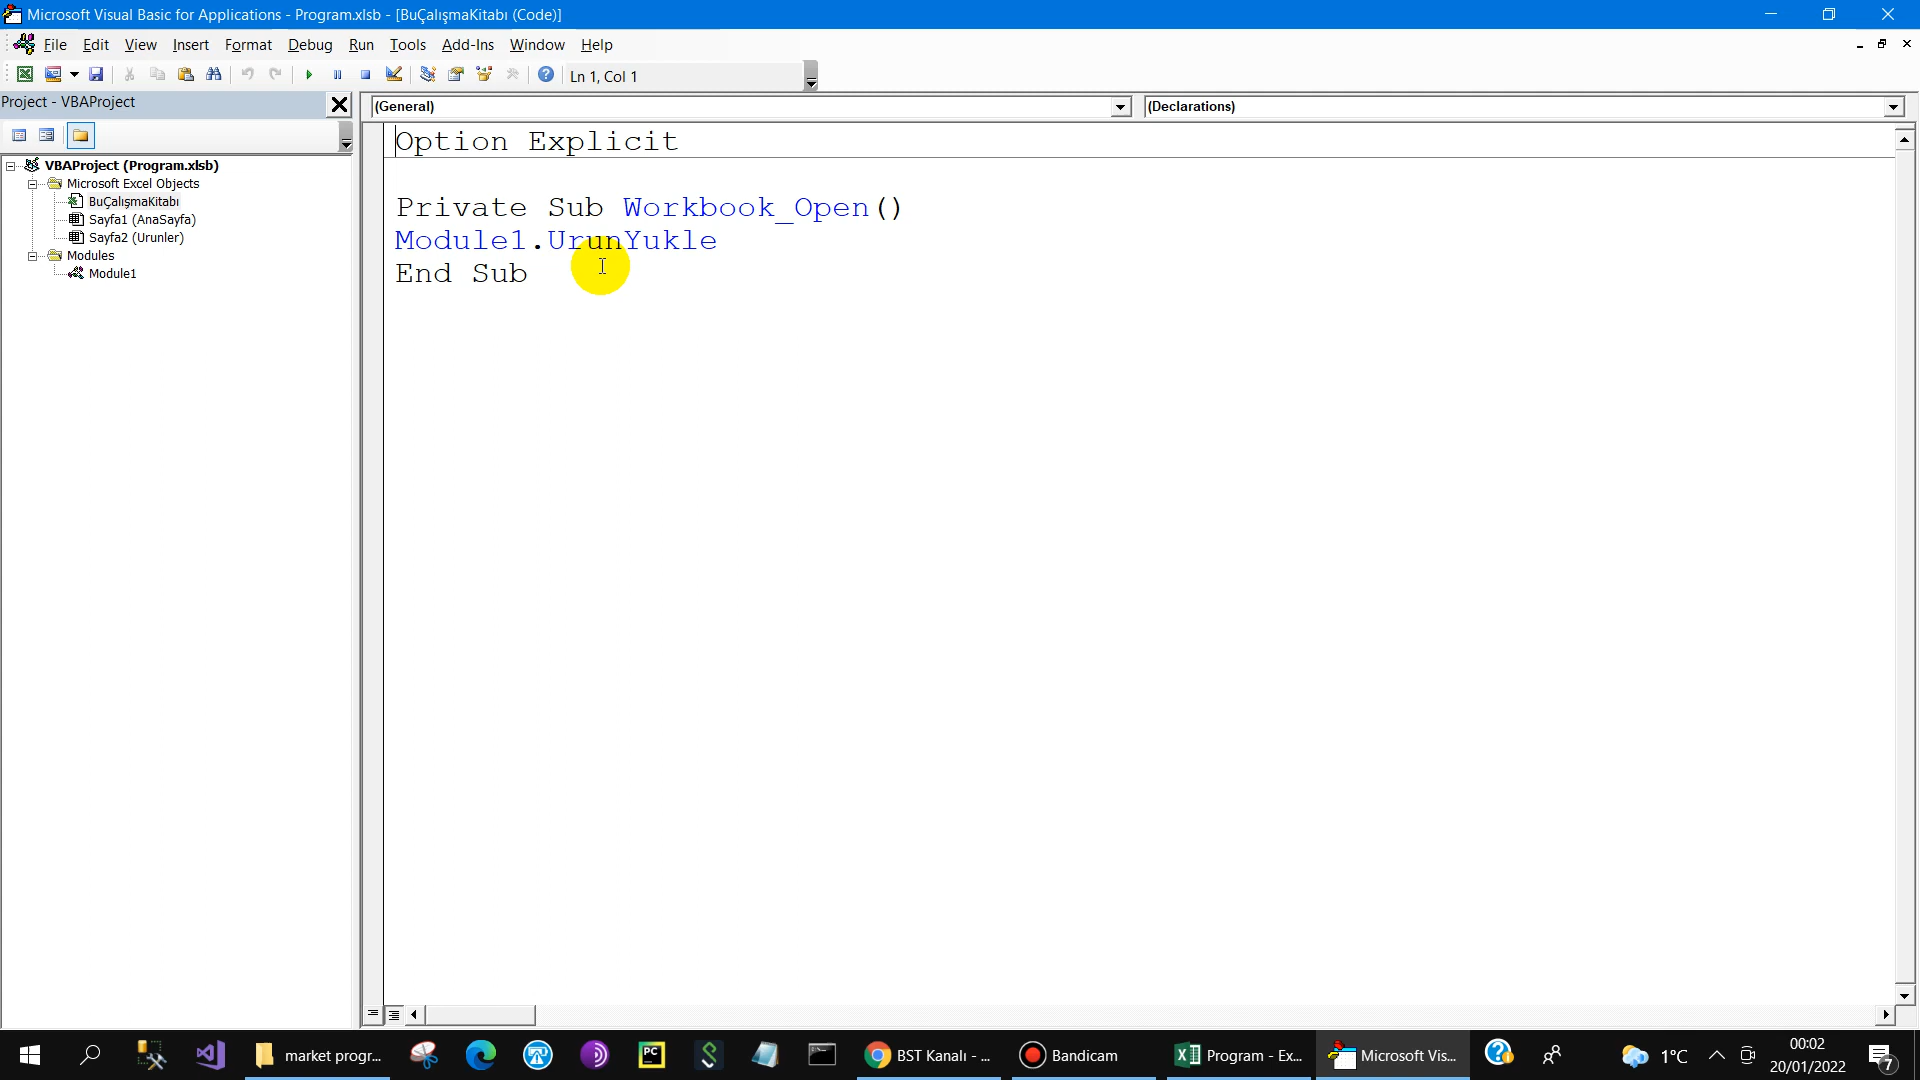 Microsoft Visual Basic for Applications - Program.xlsb - [BuÇalışmaKitabı (Code)]
File Edit View Insert Format Debug Run Tools Add-Ins Window Help
Ln 1, Col 1
Project - VBAProject
(General)
(Declarations)
VBAProject (Program.xlsb)
Microsoft Excel Objects
BuÇalışmaKitabı
Sayfa1 (AnaSayfa)
Sayfa2 (Urunler)
Modules
Module1
Option Explicit
Private Sub Workbook_Open()
Module1.UrunYukle
End Sub
market progr...
PC
BST Kanalı - ...
Bandicam
Program - Ex...
Microsoft Vis...
1°C
00:02
20/01/2022
7